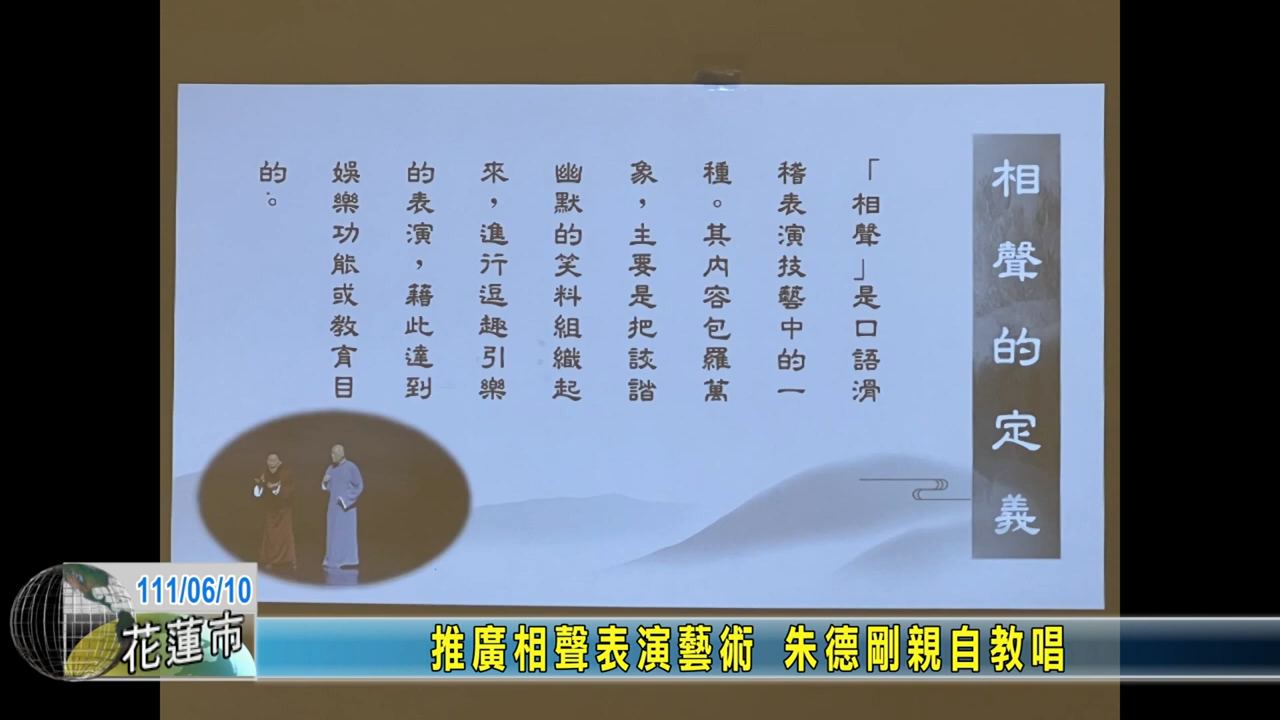 相聲的定義
「相聲」是口語滑
稽表演技藝中的一
種。其內容包羅萬
象，主要是把談諧
幽默的笑料組織起
來，進行逗趣引樂
的表演，藉此達到
娛樂功能或教育目
的。
111/06/10
花蓮市
推廣相聲表演藝術 朱德剛親自教唱